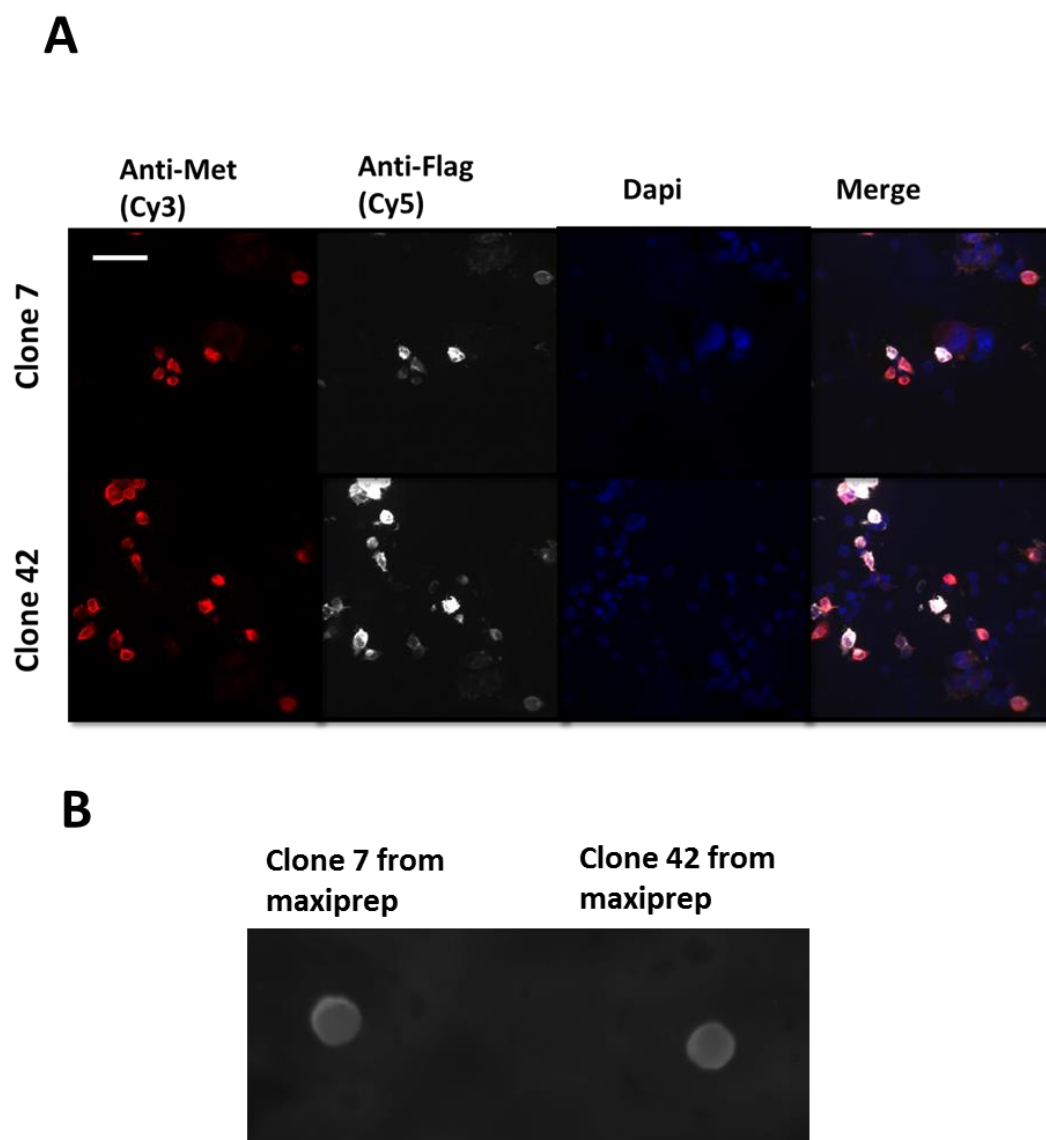 A
Anti-Met
(Cy3)
Anti-Flag
(Cy5)
Dapi
Merge
Clone 7
Clone 42
B
Clone 7 from
maxiprep
Clone 42 from
maxiprep